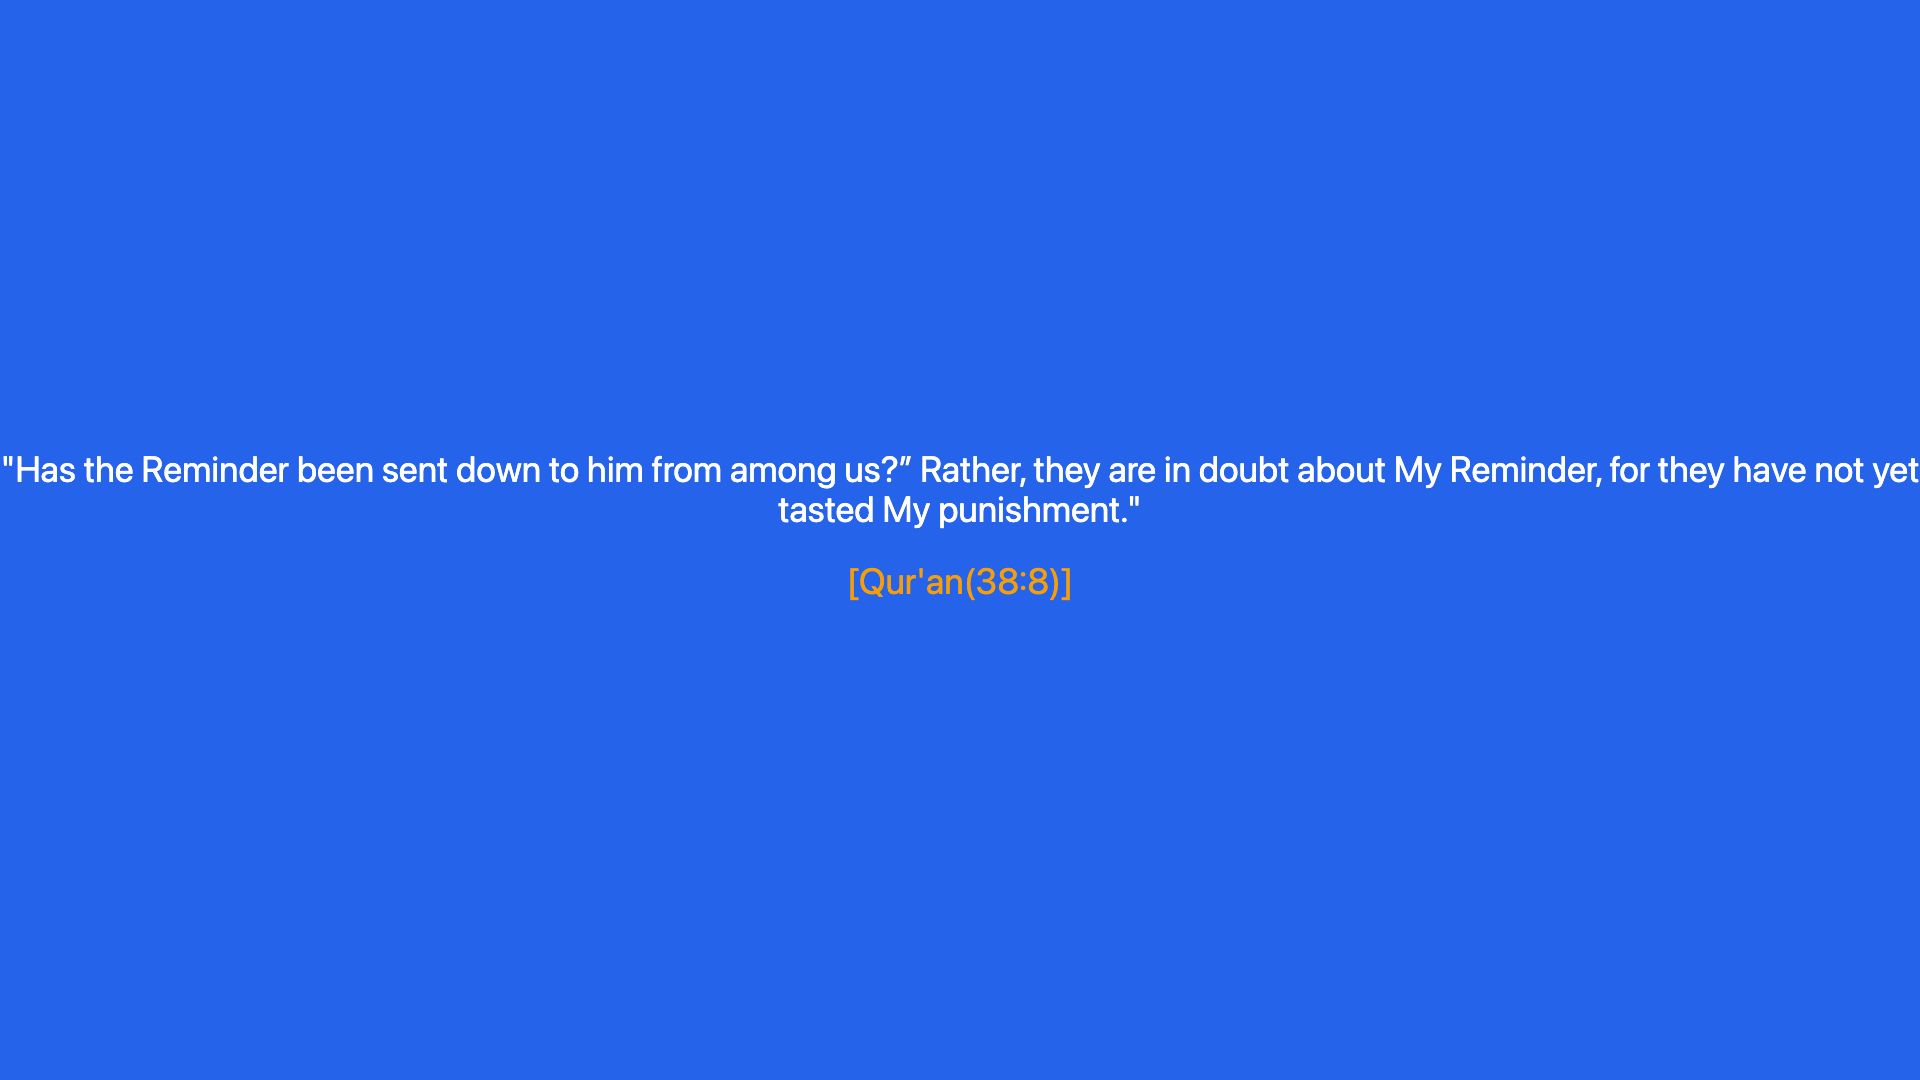 "Has the Reminder been sent down to him from among us?” Rather, they are in doubt about My Reminder, for they have not yet
tasted My punishment."
[Qur'an(38:8)]